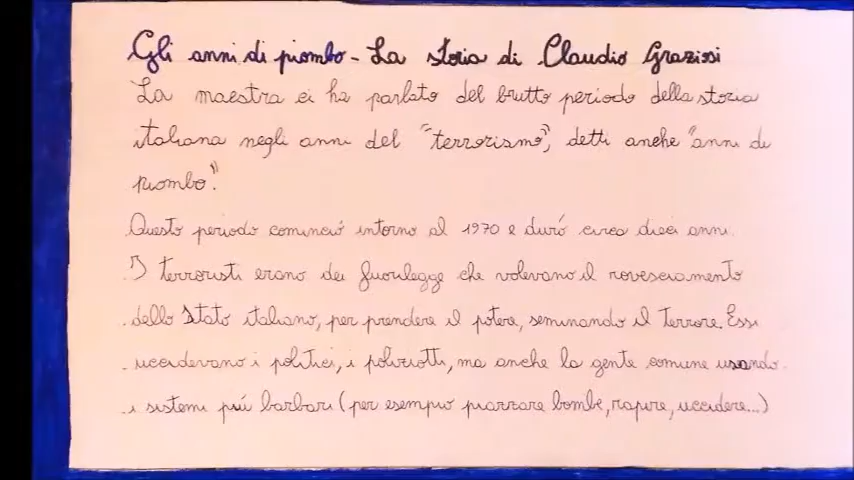 Gli anni di piombo - La storia di Claudio Graziosi
La maestra ci ha parlato del brutto periodo della storia
italiana negli anni del "terrorismo", detti anche "anni di
piombo".
Questo periodo cominciò intorno al 1970 e durò circa dieci anni.
I terroristi erano dei fuorilegge che volevano il rovesciamento
dello Stato italiano, per prendere il potere, seminando il terrore. Essi
uccidevano i politici, i poliziotti, ma anche la gente comune usando
i sistemi più barbari (per esempio piazzare bombe, rapire, uccidere...)